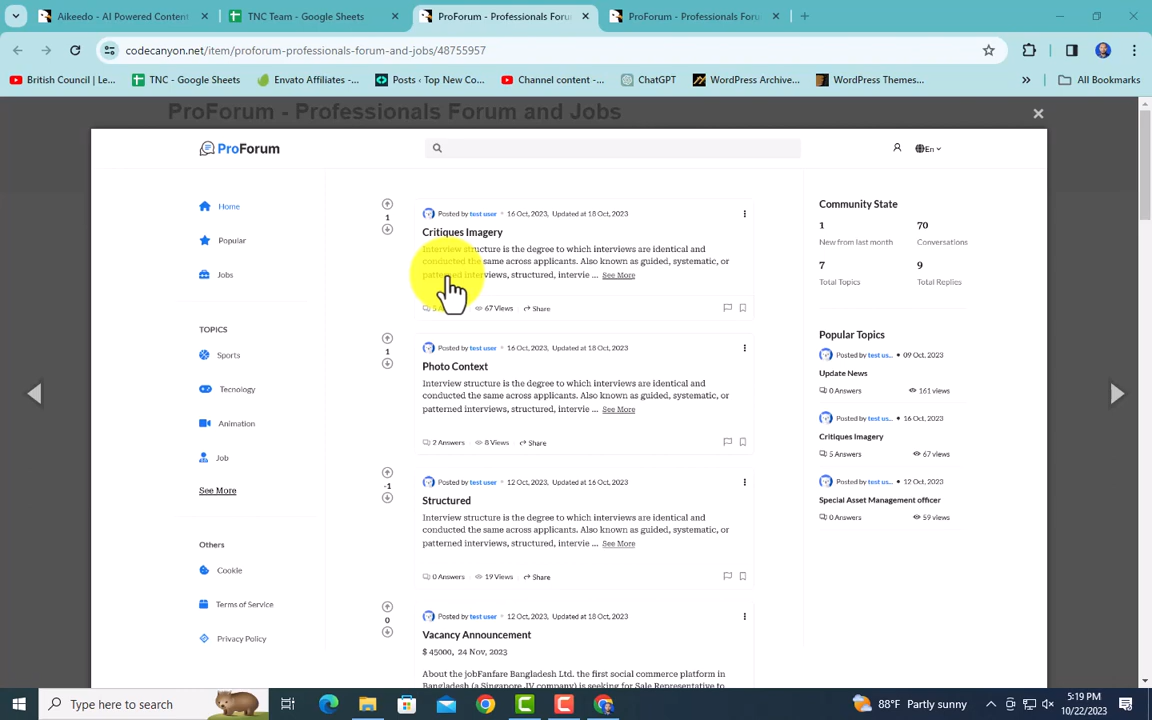 Aikeedo - AI Powered Content
TNC Team - Google Sheets
ProForum - Professionals Forum
ProForum - Professionals Forum
codecanyon.net/item/proforum-professionals-forum-and-jobs/48755957
British Council | Le...
TNC - Google Sheets
Envato Affiliates -...
Posts ‹ Top New Co...
Channel content -...
ChatGPT
WordPress Archive...
WordPress Themes...
All Bookmarks
ProForum - Professionals Forum and Jobs
ProForum
En
Home
Popular
Jobs
TOPICS
Sports
Tecnology
Animation
Job
See More
Others
Cookie
Terms of Service
Privacy Policy
1
Posted by test user • 16 Oct, 2023, Updated at 18 Oct, 2023
Critiques Imagery
Interview structure is the degree to which interviews are identical and
conducted the same across applicants. Also known as guided, systematic, or
patterned interviews, structured, intervie ... See More
67 Views
Share
1
Posted by test user • 16 Oct, 2023, Updated at 18 Oct, 2023
Photo Context
Interview structure is the degree to which interviews are identical and
conducted the same across applicants. Also known as guided, systematic, or
patterned interviews, structured, intervie ... See More
2 Answers
8 Views
Share
-1
Posted by test user • 12 Oct, 2023, Updated at 16 Oct, 2023
Structured
Interview structure is the degree to which interviews are identical and
conducted the same across applicants. Also known as guided, systematic, or
patterned interviews, structured, intervie ... See More
0 Answers
19 Views
Share
0
Posted by test user • 12 Oct, 2023, Updated at 18 Oct, 2023
Vacancy Announcement
$ 45000, 24 Nov, 2023
About the jobFanfare Bangladesh Ltd. the first social commerce platform in
Bangladesh (a Singapore JV company) is seeking for Sale Representative to
Community State
1
70
New from last month
Conversations
7
9
Total Topics
Total Replies
Popular Topics
Posted by test us... • 09 Oct, 2023
Update News
0 Answers
161 views
Posted by test us... • 16 Oct, 2023
Critiques Imagery
5 Answers
67 views
Posted by test us... • 12 Oct, 2023
Special Asset Management officer
0 Answers
59 views
Type here to search
88°F Partly sunny
5:19 PM
10/22/2023